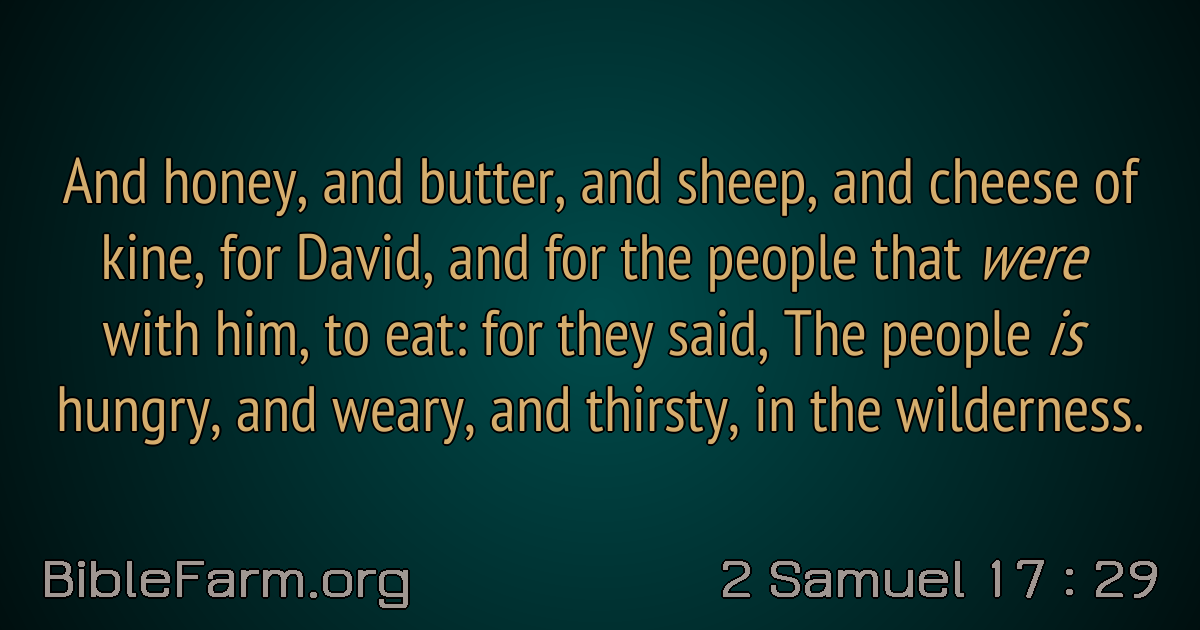 And honey, and butter, and sheep, and cheese of
kine, for David, and for the people that were
with him, to eat: for they said, The people is
hungry, and weary, and thirsty, in the wilderness.
BibleFarm.org
2 Samuel 17 : 29